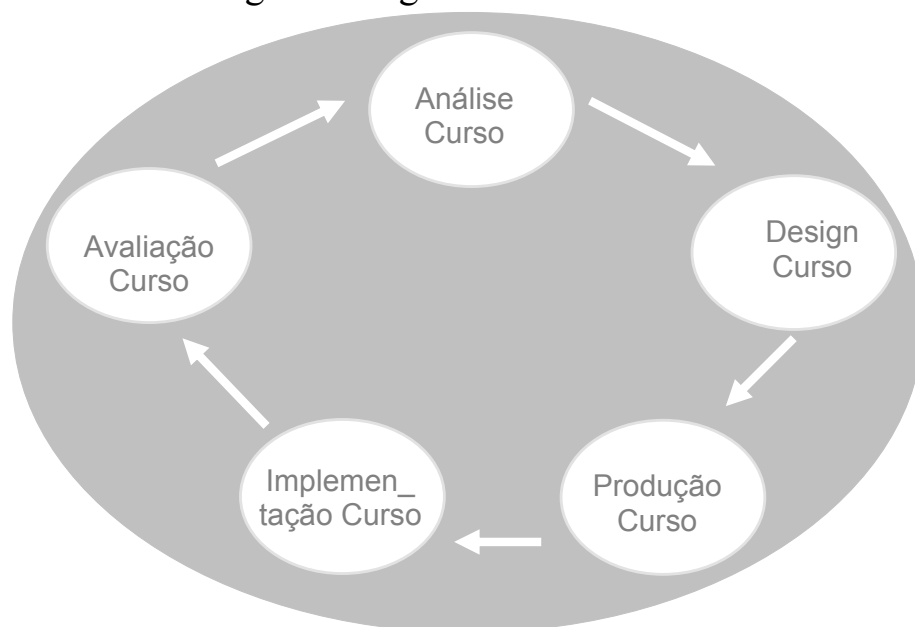 Análise
Curso
Design
Curso
Produção
Curso
Implemen_
tação Curso
Avaliação
Curso